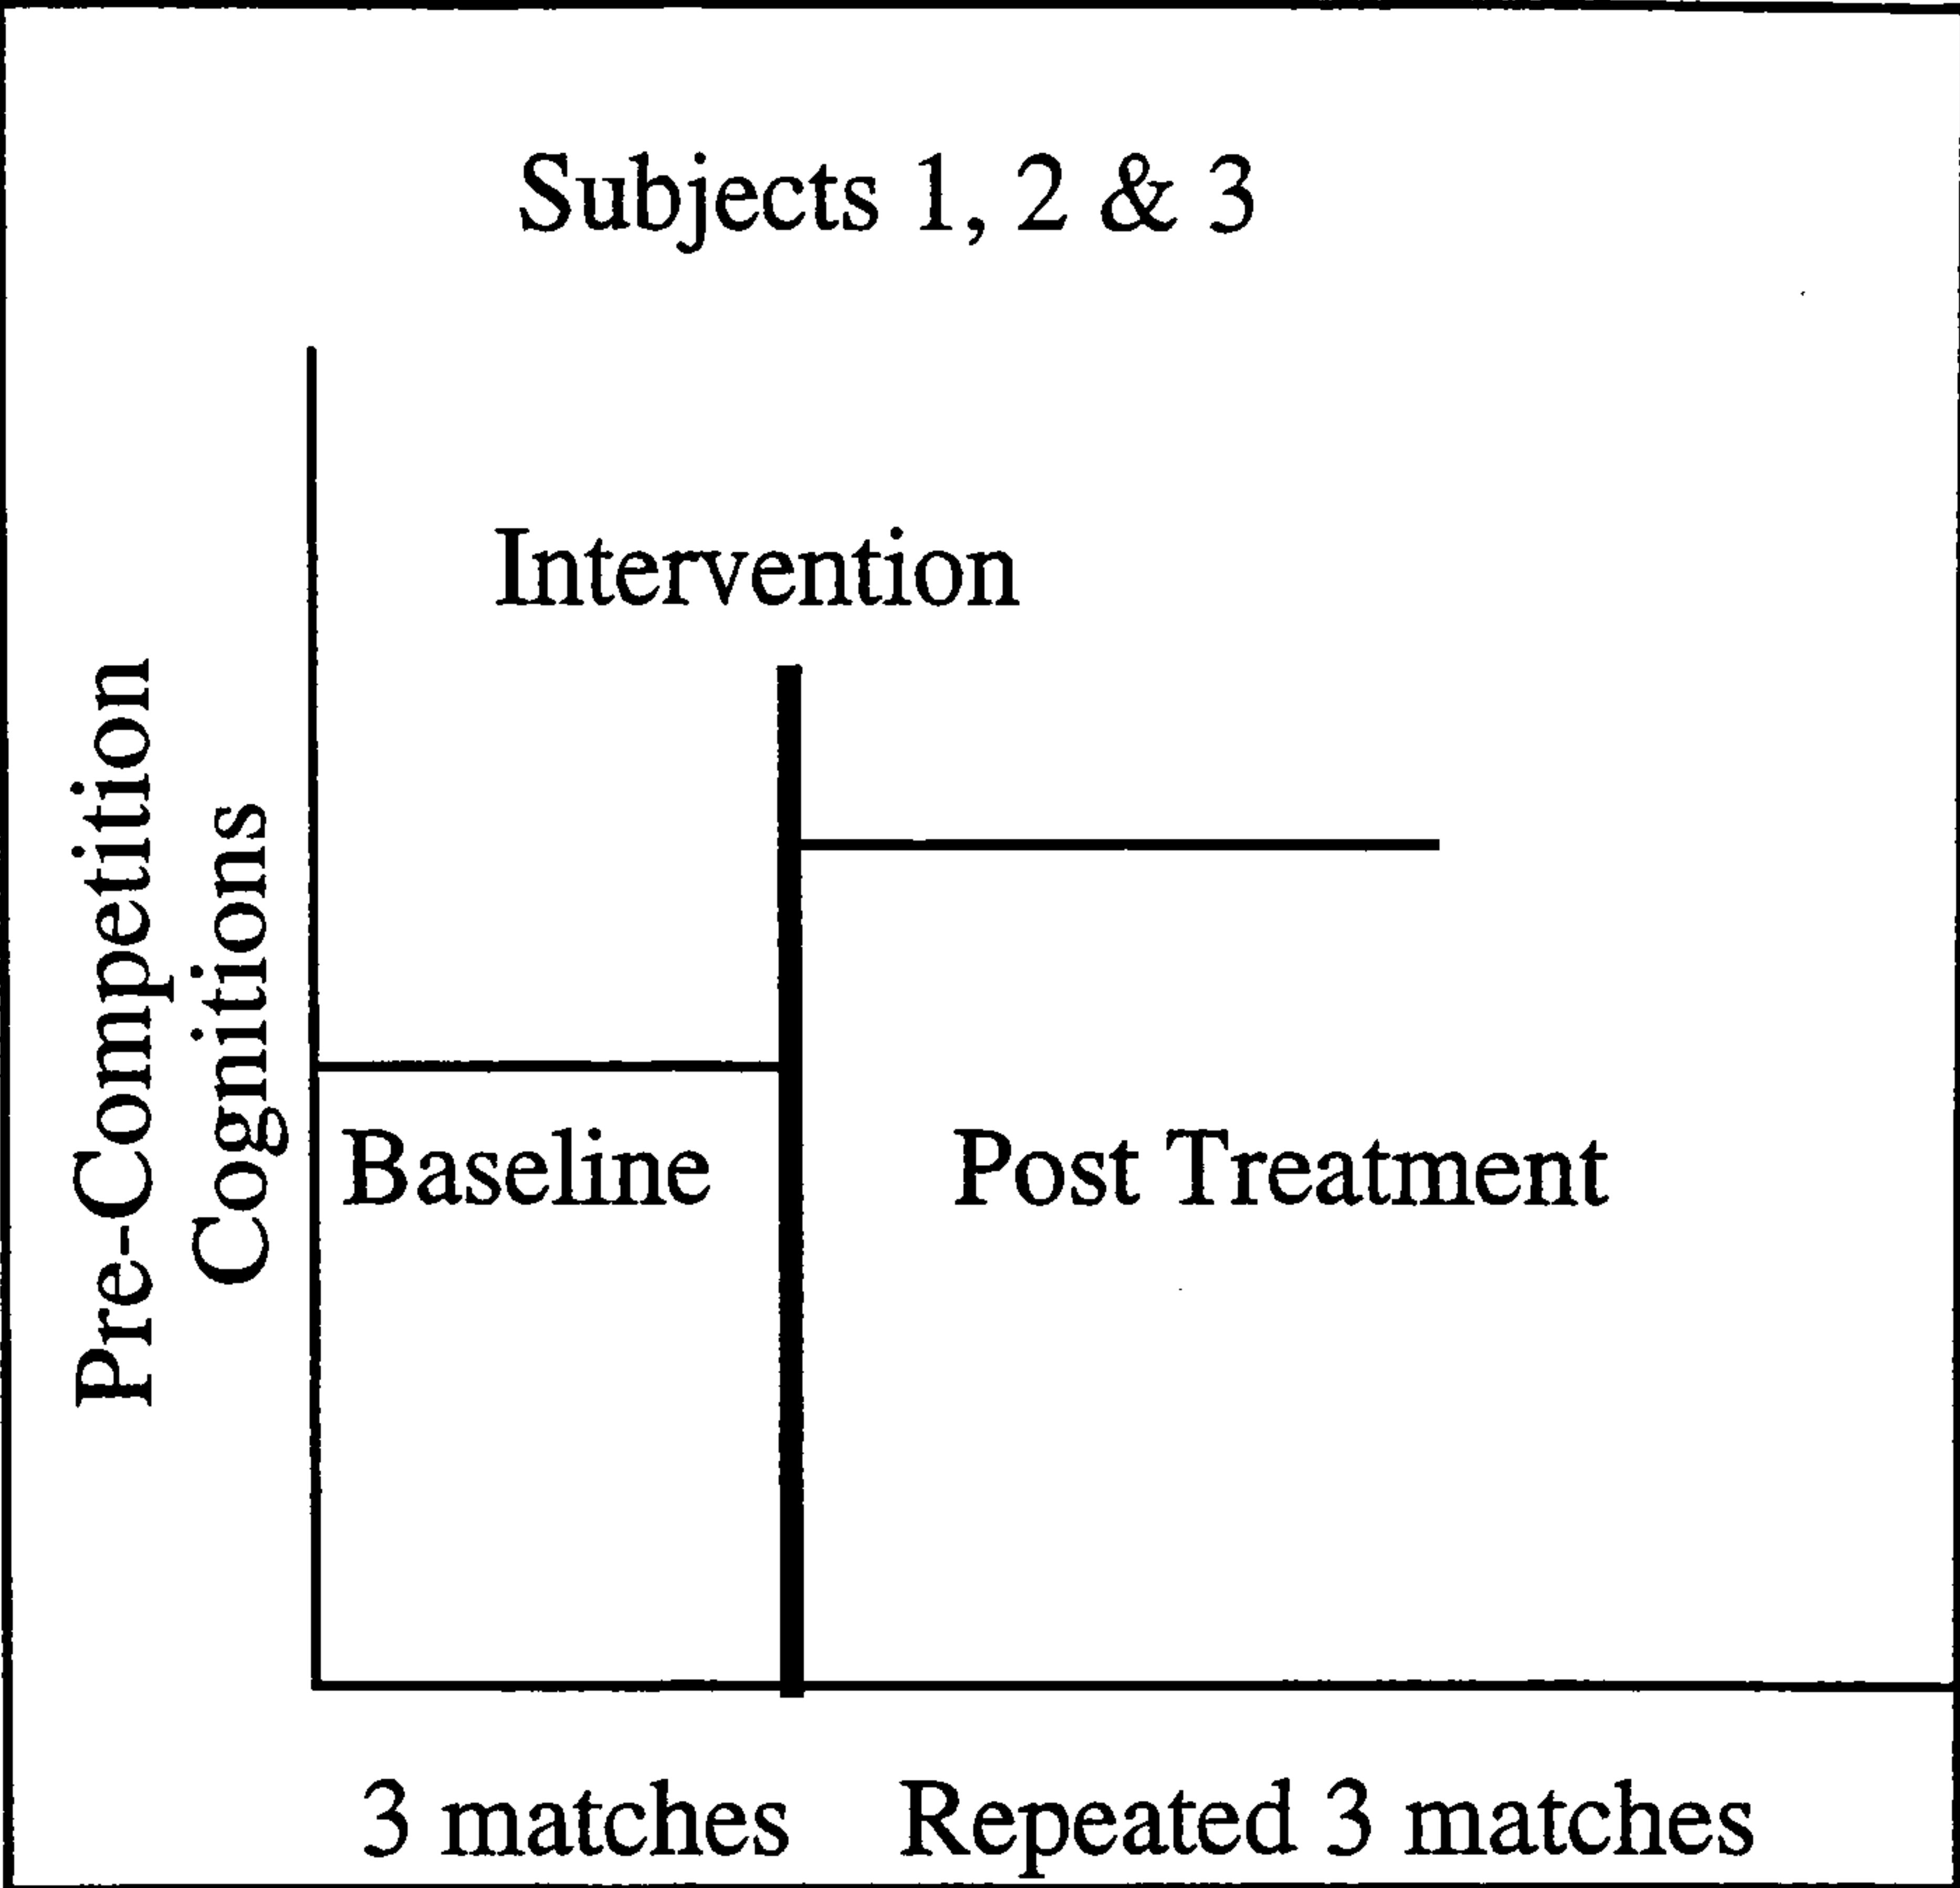 Subjects 1, 2 & 3
Intervention
Pre-Competition
Cognitions
Baseline
Post Treatment
3 matches
Repeated 3 matches